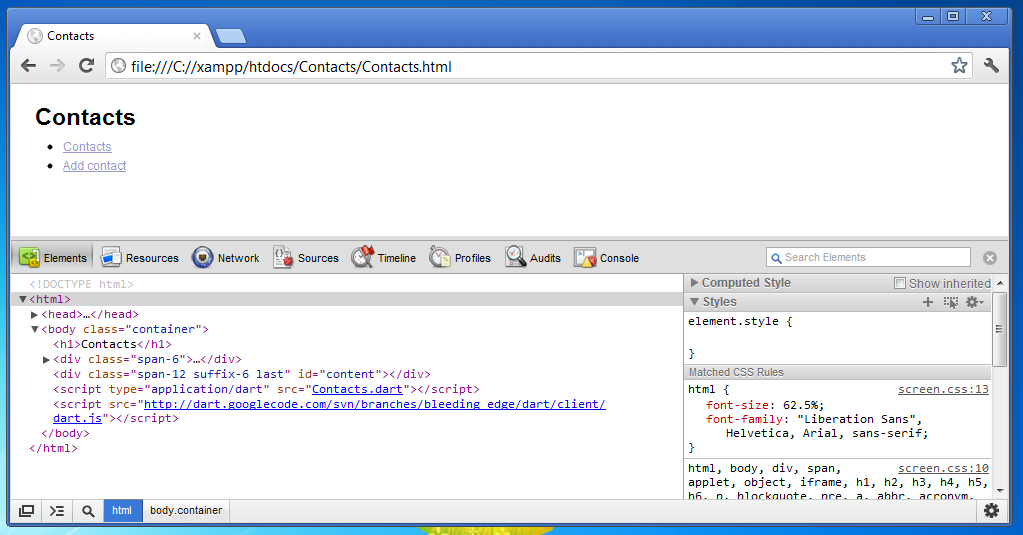 Contacts
file:///C://xampp/htdocs/Contacts/Contacts.html
Contacts
Contacts
Add contact
Elements Resources Network Sources Timeline Profiles Audits Console Search Elements
<!DOCTYPE html>
<html>
<head>…</head>
<body class="container">
<h1>Contacts</h1>
<div class="span-6">…</div>
<div class="span-12 suffix-6 last" id="content"></div>
<script type="application/dart" src="Contacts.dart"></script>
<script src="http://dart.googlecode.com/svn/branches/bleeding_edge/dart/client/
dart.js"></script>
</body>
</html>
Computed Style Show inherited
Styles
element.style {
}
Matched CSS Rules
html { screen.css:13
font-size: 62.5%;
font-family: "Liberation Sans",
Helvetica, Arial, sans-serif;
}
html, body, div, span, screen.css:10
applet, object, iframe, h1, h2, h3, h4, h5,
h6, p, blockquote, pre, a, abbr, acronym,
html body.container